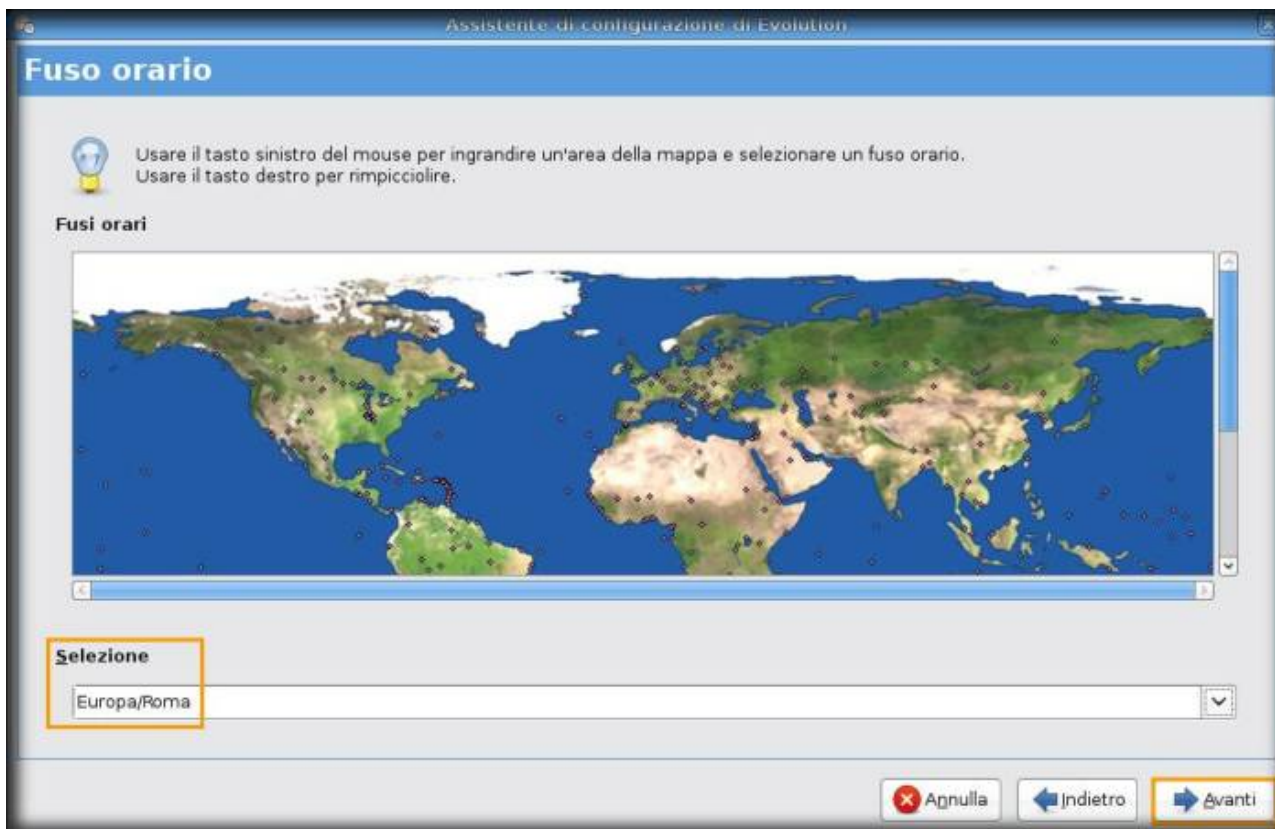 Assistente di configurazione di Evolution
Fuso orario
Usare il tasto sinistro del mouse per ingrandire un'area della mappa e selezionare un fuso orario.
Usare il tasto destro per rimpicciolire.
Fusi orari
Selezione
Europa/Roma
Annulla
Indietro
Avanti